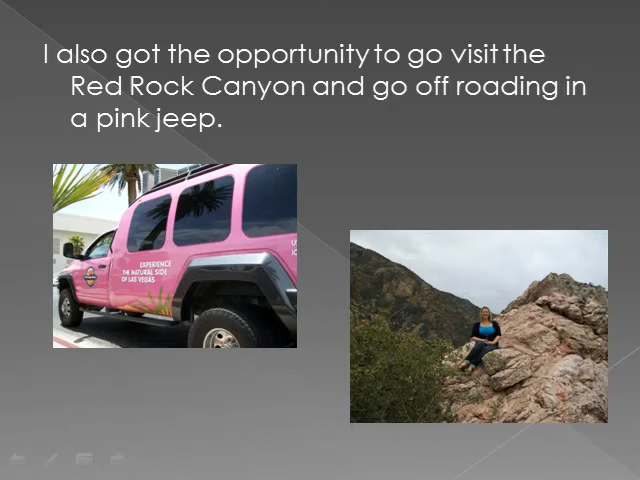 I also got the opportunity to go visit the
Red Rock Canyon and go off roading in
a pink jeep.
EXPERIENCE
THE NATURAL SIDE
OF LAS VEGAS